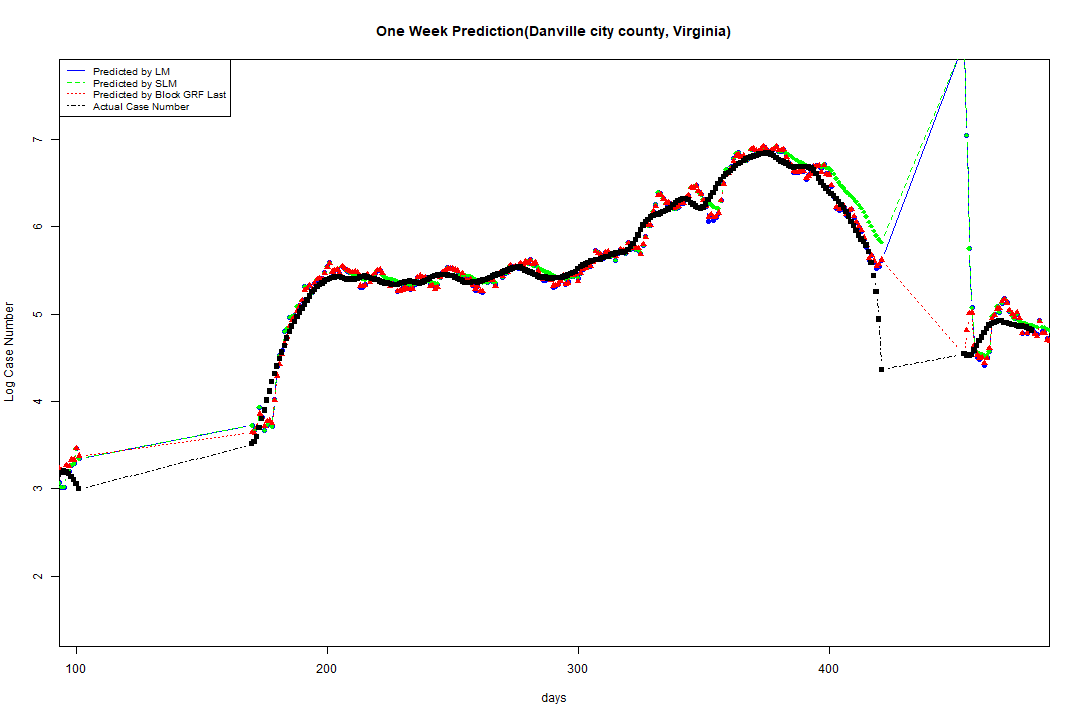 One Week Prediction(Danville city county, Virginia)
Predicted by LM
Predicted by SLM
Predicted by Block GRF Last
Actual Case Number
7
6
5
4
3
2
Log Case Number
100 200 300 400
days